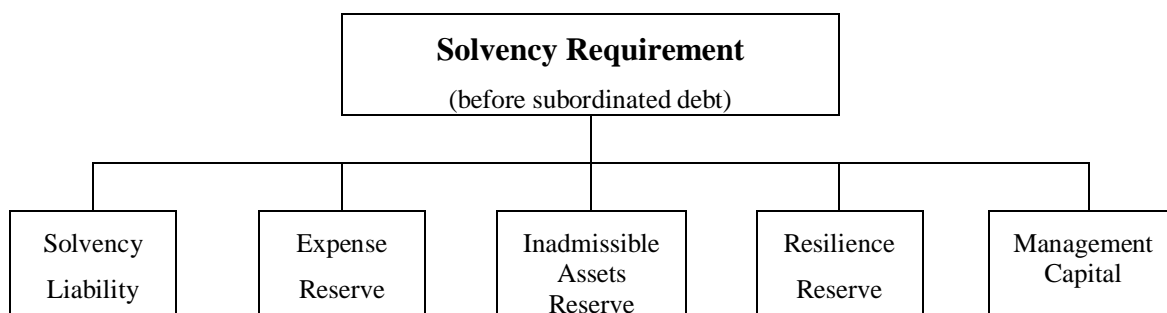 Solvency Requirement
(before subordinated debt)
Solvency
Liability
Expense
Reserve
Inadmissible
Assets
Reserve
Resilience
Reserve
Management
Capital